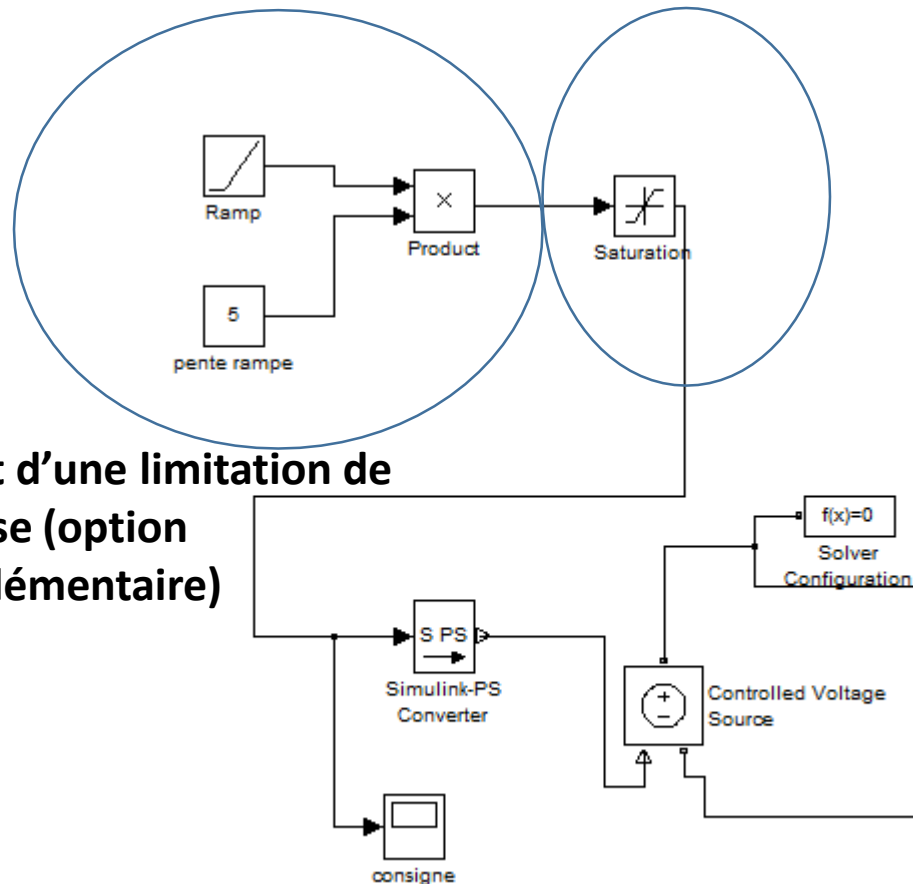 Ramp
×
Product
Saturation
5
pente rampe
t d'une limitation de
se (option
lémentaire)
f(x)=0
Solver
Configuration
S PS
Simulink-PS
Converter
Controlled Voltage
Source
consigne